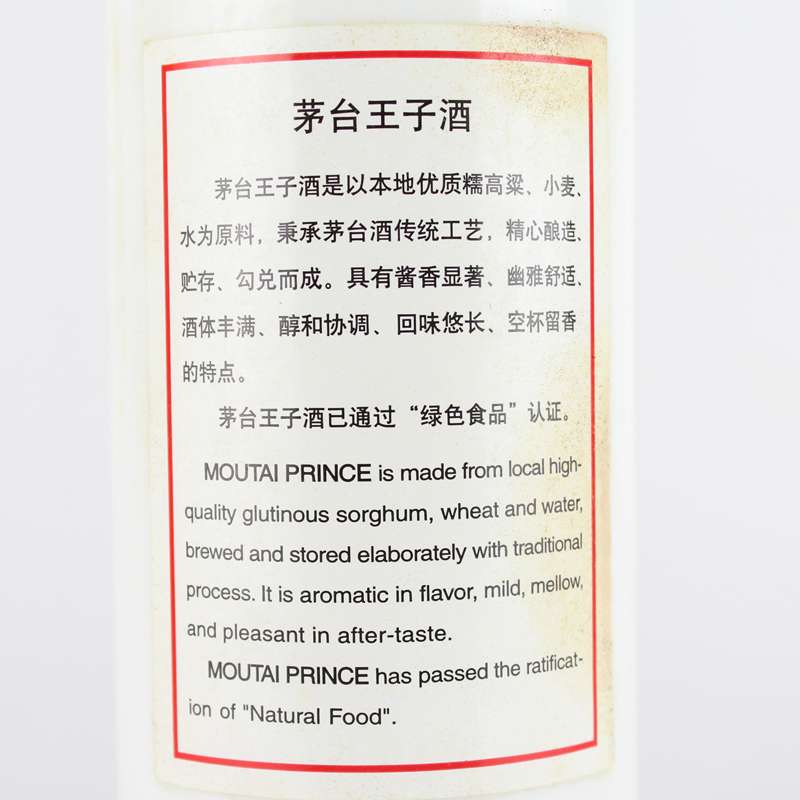 茅台王子酒
茅台王子酒是以本地优质糯高粱、小麦、
水为原料，秉承茅台酒传统工艺，精心酿造、
贮存、勾兑而成。具有酱香显著、幽雅舒适、
酒体丰满、醇和协调、回味悠长、空杯留香
的特点。
茅台王子酒已通过“绿色食品”认证。
MOUTAI PRINCE is made from local high-
quality glutinous sorghum, wheat and water,
brewed and stored elaborately with traditional
process. It is aromatic in flavor, mild, mellow,
and pleasant in after-taste.
MOUTAI PRINCE has passed the ratificat-
ion of "Natural Food".